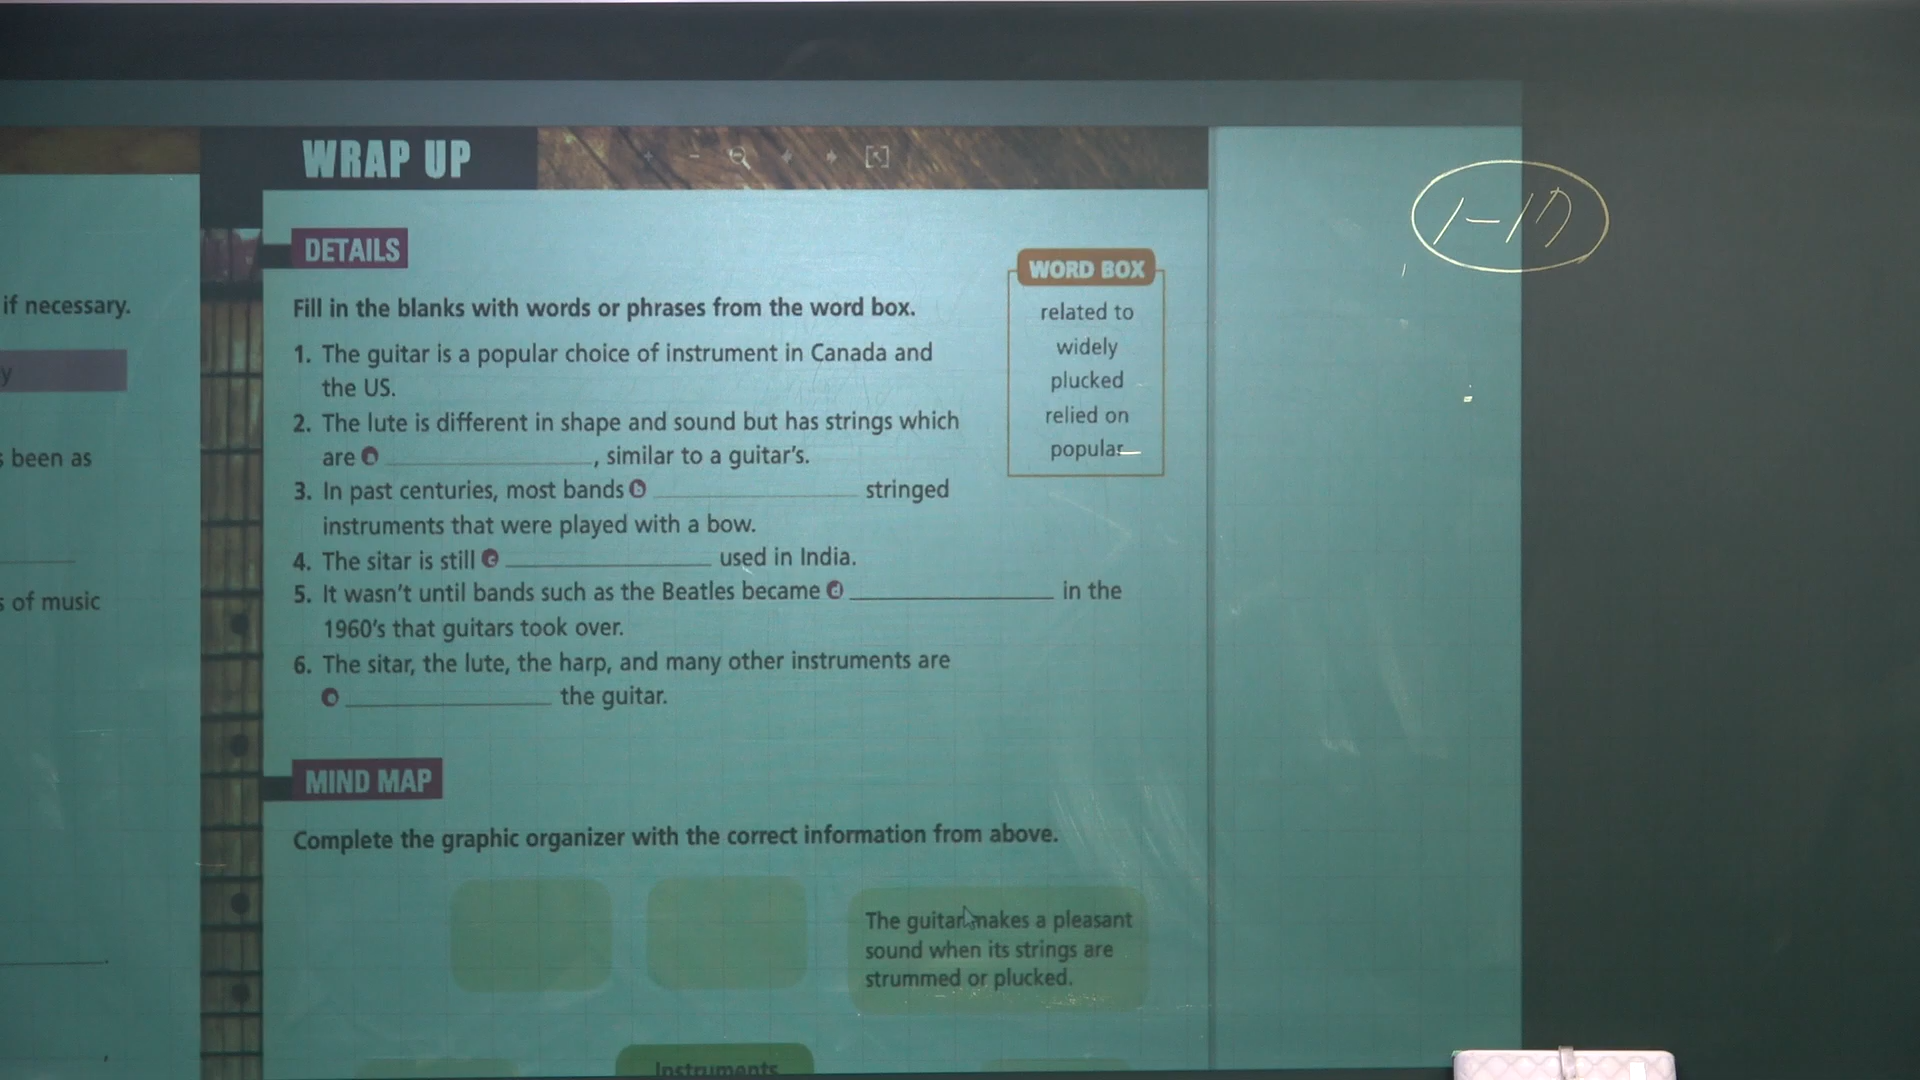 WRAP UP
if necessary.
y
s been as
s of music
DETAILS
Fill in the blanks with words or phrases from the word box.
1. The guitar is a popular choice of instrument in Canada and
the US.
2. The lute is different in shape and sound but has strings which
are a ____________, similar to a guitar's.
3. In past centuries, most bands b ____________ stringed
instruments that were played with a bow.
4. The sitar is still c ____________ used in India.
5. It wasn't until bands such as the Beatles became d ____________ in the
1960's that guitars took over.
6. The sitar, the lute, the harp, and many other instruments are
e ____________ the guitar.
WORD BOX
related to
widely
plucked
relied on
popular
1-17
MIND MAP
Complete the graphic organizer with the correct information from above.
The guitar makes a pleasant
sound when its strings are
strummed or plucked.
Instruments